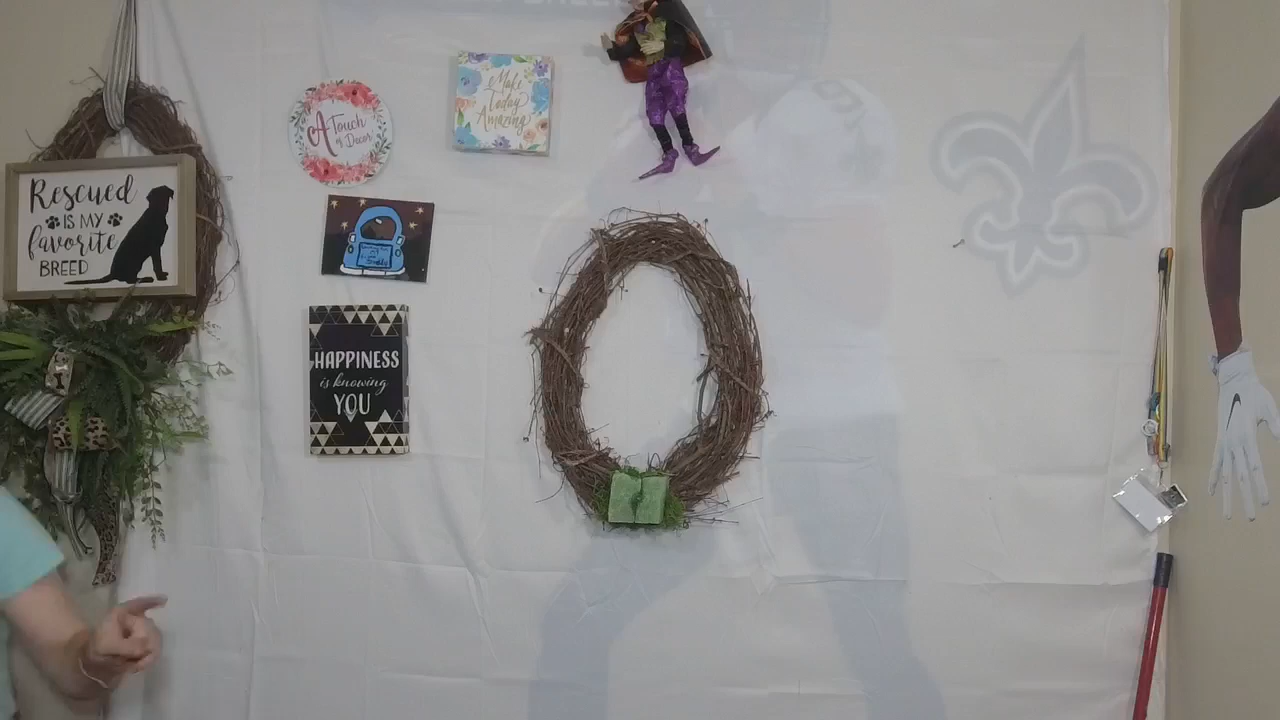 Rescued
IS MY
favorite
BREED
A Touch
of Decor
Make
Today
Amazing
HAPPINESS
is knowing
YOU